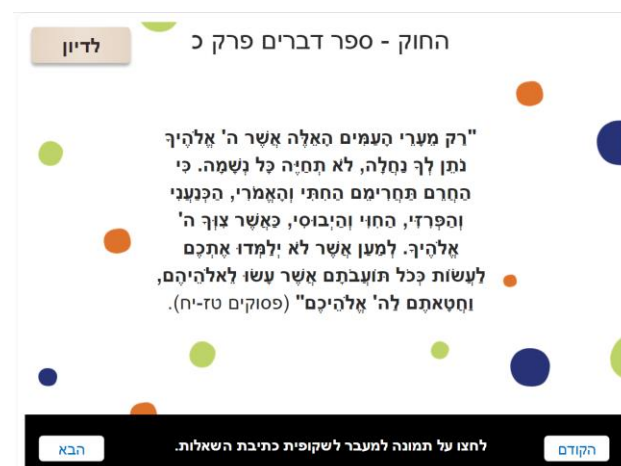 לדיון
החוק - ספר דברים פרק כ
"רַק מֵעָרֵי הָעַמִּים הָאֵלֶּה אֲשֶׁר ה' אֱלֹהֶיךָ
נֹתֵן לְךָ נַחֲלָה, לֹא תְחַיֶּה כָּל נְשָׁמָה. כִּי
הַחֲרֵם תַּחֲרִימֵם הַחִתִּי וְהָאֱמֹרִי, הַכְּנַעֲנִי
וְהַפְּרִזִּי, הַחִוִּי וְהַיְבוּסִי, כַּאֲשֶׁר צִוְּךָ ה'
אֱלֹהֶיךָ. לְמַעַן אֲשֶׁר לֹא יְלַמְּדוּ אֶתְכֶם
לַעֲשׂוֹת כְּכֹל תּוֹעֲבֹתָם אֲשֶׁר עָשׂוּ לֵאלֹהֵיהֶם,
וַחֲטָאתֶם לַה' אֱלֹהֵיכֶם" (פסוקים טז-יח).
הקודם
לחצו על תמונה למעבר לשקופית כתיבת השאלות.
הבא